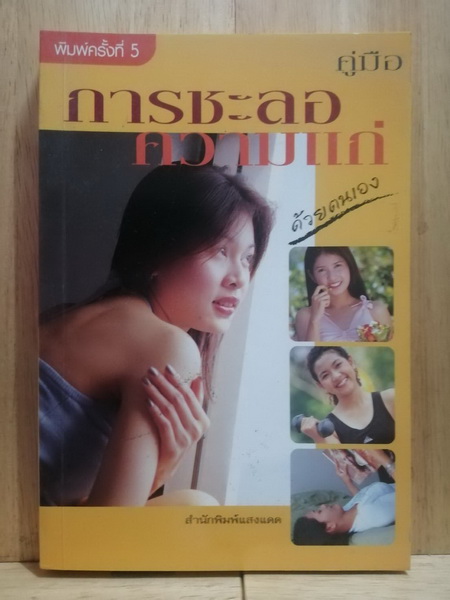 พิมพ์ครั้งที่ 5
คู่มือ
การชะลอ
ความแก่
ด้วยตนเอง
สำนักพิมพ์แสงแดด